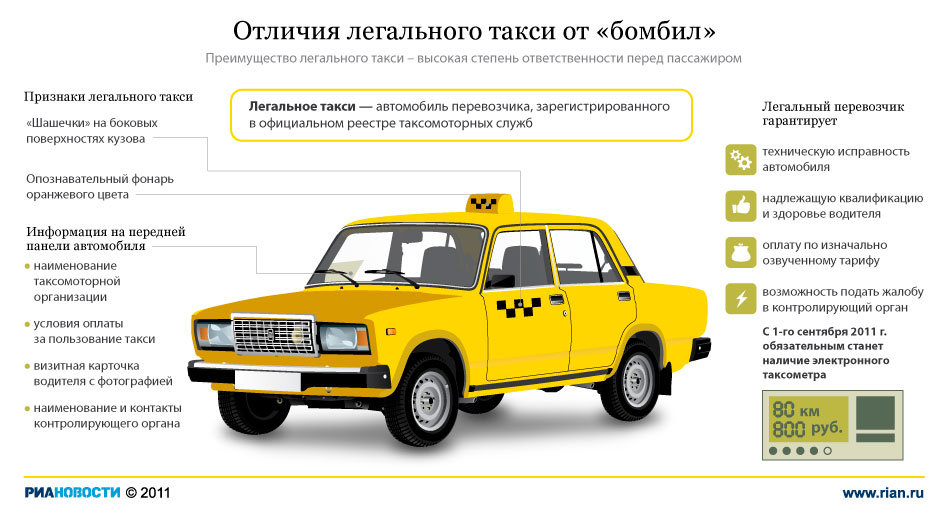 Отличия легального такси от «бомбил»
Преимущество легального такси – высокая степень ответственности перед пассажиром
Признаки легального такси
«Шашечки» на боковых
поверхностях кузова
Опознавательный фонарь
оранжевого цвета
Информация на передней
панели автомобиля
наименование
таксомоторной
организации
условия оплаты
за пользование такси
визитная карточка
водителя с фотографией
наименование и контакты
контролирующего органа
Легальное такси — автомобиль перевозчика, зарегистрированного
в официальном реестре таксомоторных служб
Легальный перевозчик
гарантирует
техническую исправность
автомобиля
надлежащую квалификацию
и здоровье водителя
оплату по изначально
озвученному тарифу
возможность подать жалобу
в контролирующий орган
С 1-го сентября 2011 г.
обязательным станет
наличие электронного
таксометра
80 км
800 руб.
РИАНОВОСТИ © 2011
www.rian.ru